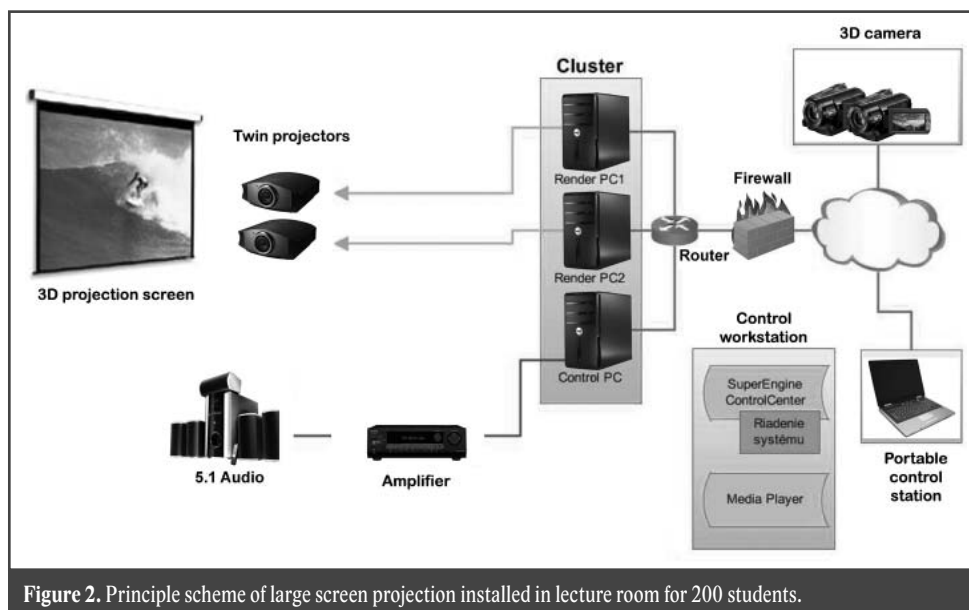 3D camera
Cluster
Twin projectors
Render PC1
Firewall
Render PC2
Router
3D projection screen
Control
workstation
Control PC
SuperEngine
ControlCenter
Riadenie
systému
5.1 Audio
Amplifier
Media Player
Portable
control
station
Figure 2. Principle scheme of large screen projection installed in lecture room for 200 students.